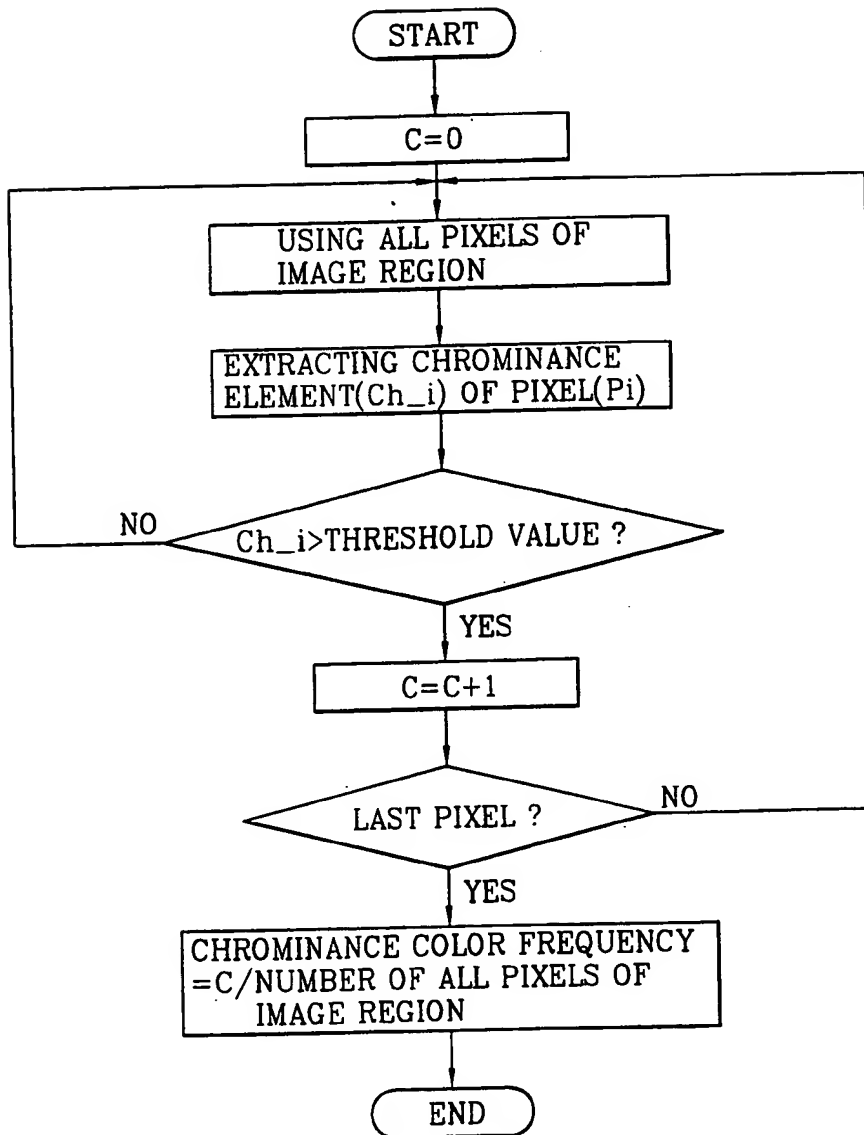 START
C=0
USING ALL PIXELS OF
IMAGE REGION
EXTRACTING CHROMINANCE
ELEMENT(Ch_i) OF PIXEL(Pi)
NO
Ch_i>THRESHOLD VALUE ?
YES
C=C+1
LAST PIXEL ?
NO
YES
CHROMINANCE COLOR FREQUENCY
=C/NUMBER OF ALL PIXELS OF
IMAGE REGION
END